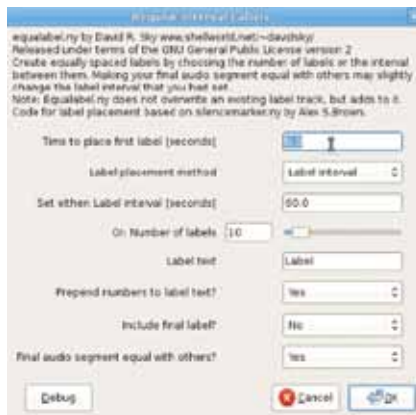 Regular Interval Labels
equalabel.ny by David R. Sky www.shellworld.net/~davidsky/
Released under terms of the GNU General Public License version 2
Create equally spaced labels by choosing the number of labels or the interval
between them. Making your final audio segment equal with others may slightly
change the label interval that you had set.
Note: Equalabel.ny does not overwrite an existing label track, but adds to it.
Code for label placement based on silencemarker.ny by Alex S.Brown.
Time to place first label [seconds]
Label placement method Label interval
Set either: Label interval [seconds] 60.0
Or: Number of labels 10
Label text Label
Prepend numbers to label text? Yes
Include final label? No
Final audio segment equal with others? Yes
Debug Cancel OK